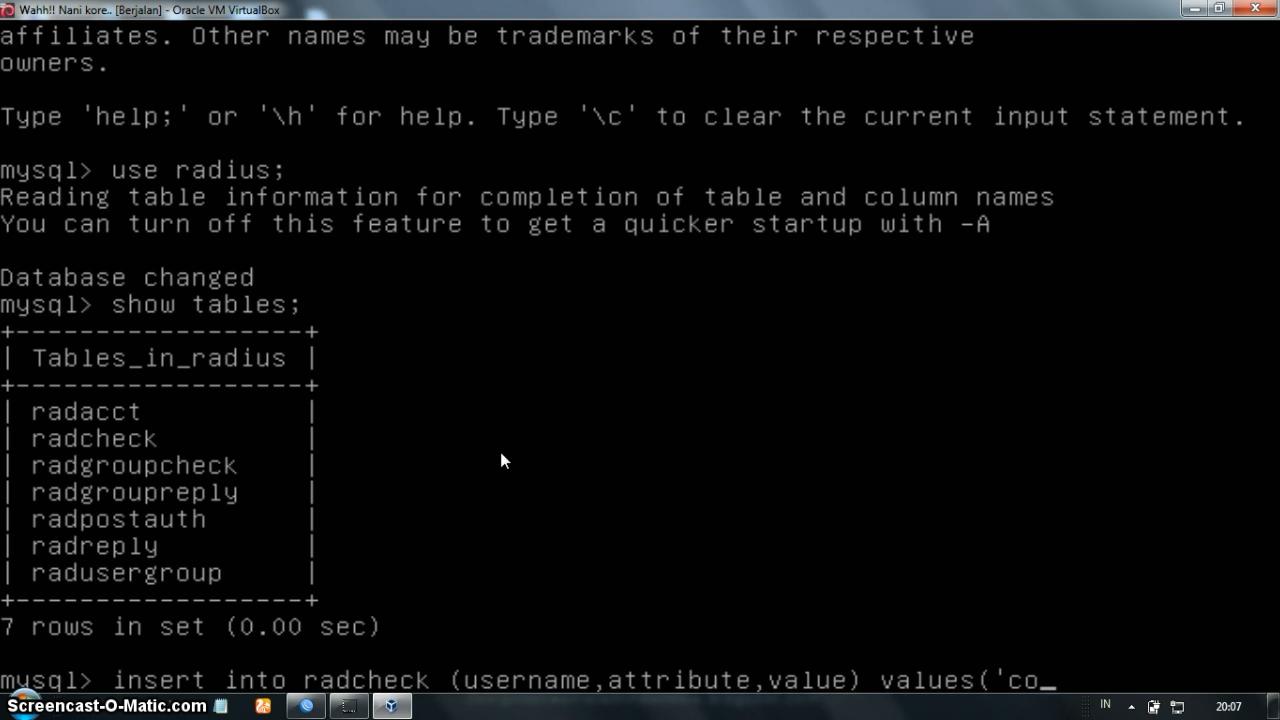 Wahh!! Nani kore.. [Berjalan] - Oracle VM VirtualBox
affiliates. Other names may be trademarks of their respective
owners.
Type 'help;' or '\h' for help. Type '\c' to clear the current input statement.
mysql> use radius;
Reading table information for completion of table and column names
You can turn off this feature to get a quicker startup with -A
Database changed
mysql> show tables;
+------------------+
| Tables_in_radius |
+------------------+
| radacct          |
| radcheck         |
| radgroupcheck    |
| radgroupreply    |
| radpostauth      |
| radreply         |
| radusergroup     |
+------------------+
7 rows in set (0.00 sec)
mysql> insert into radcheck (username,attribute,value) values('co_
Screencast-O-Matic.com
IN
20:07